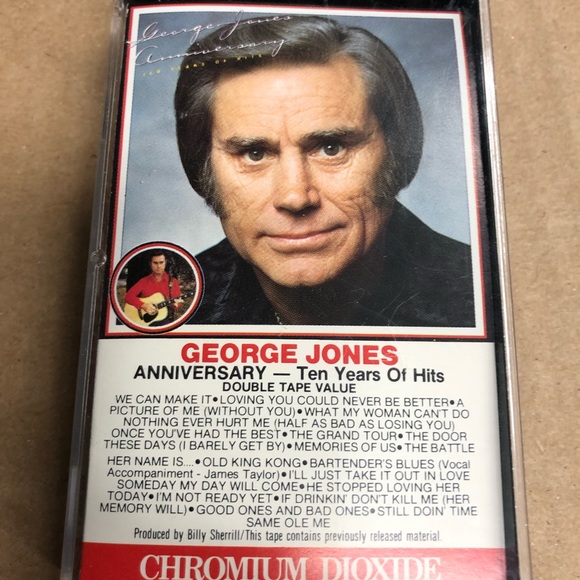 George Jones
Anniversary
TEN YEARS OF HITS
GEORGE JONES
ANNIVERSARY — Ten Years Of Hits
DOUBLE TAPE VALUE
WE CAN MAKE IT•LOVING YOU COULD NEVER BE BETTER•A
PICTURE OF ME (WITHOUT YOU)•WHAT MY WOMAN CAN'T DO
NOTHING EVER HURT ME (HALF AS BAD AS LOSING YOU)
ONCE YOU'VE HAD THE BEST•THE GRAND TOUR•THE DOOR
THESE DAYS (I BARELY GET BY)•MEMORIES OF US•THE BATTLE
HER NAME IS....•OLD KING KONG•BARTENDER'S BLUES (Vocal
Accompaniment - James Taylor)•I'LL JUST TAKE IT OUT IN LOVE
SOMEDAY MY DAY WILL COME•HE STOPPED LOVING HER
TODAY•I'M NOT READY YET•IF DRINKIN' DON'T KILL ME (HER
MEMORY WILL)•GOOD ONES AND BAD ONES•STILL DOIN' TIME
SAME OLE ME
Produced by Billy Sherrill/This tape contains previously released material.
CHROMIUM DIOXIDE